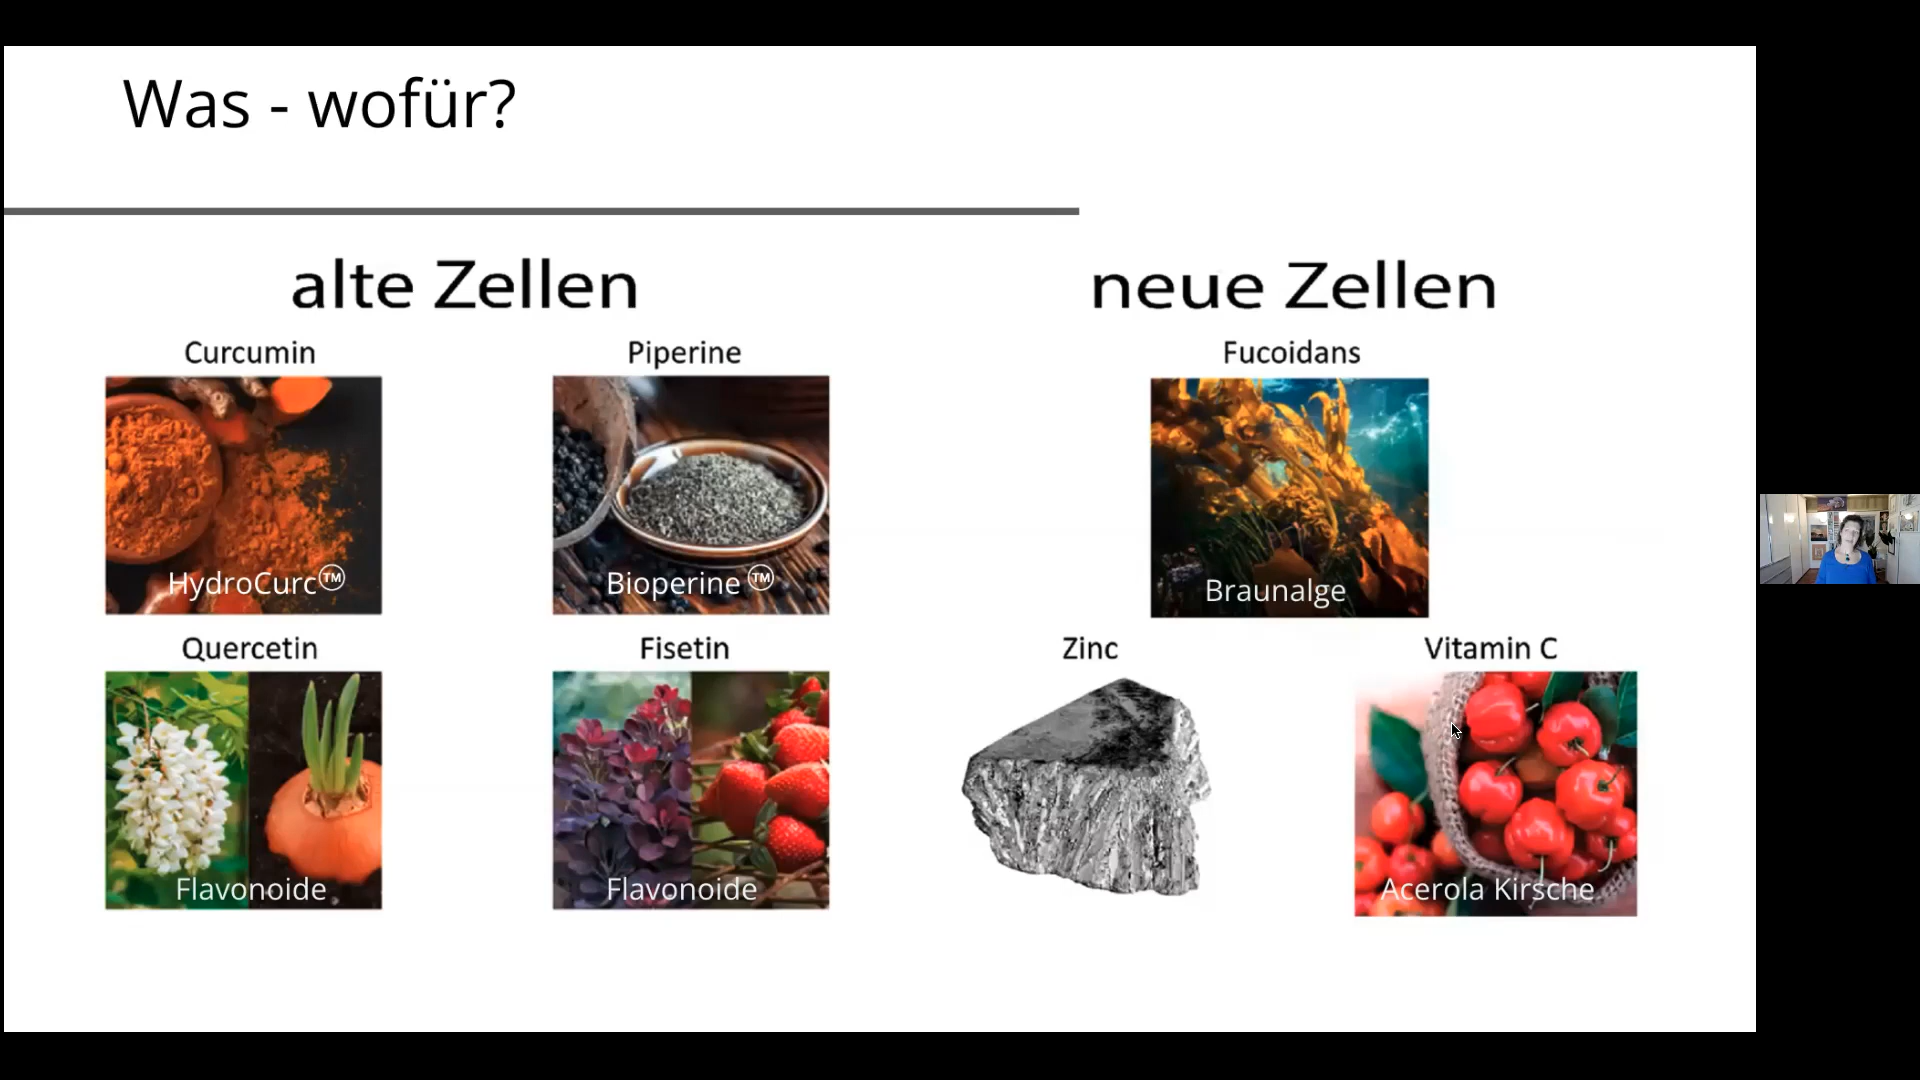 Was - wofür?
alte Zellen
neue Zellen
Curcumin
Piperine
Fucoidans
HydroCurc™
Bioperine ™
Braunalge
Quercetin
Fisetin
Zinc
Vitamin C
Flavonoide
Flavonoide
Acerola Kirsche